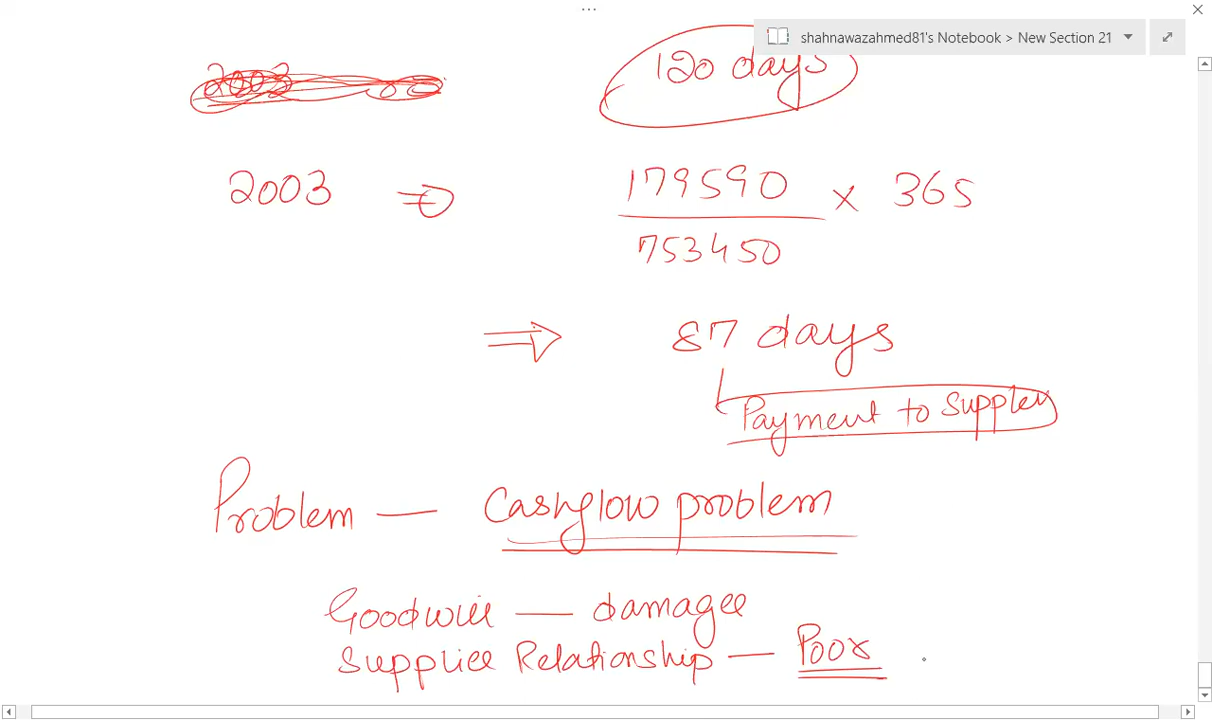 ...
shahnawazahmed81's Notebook > New Section 21
120 days
2003 ⇒ 179590 / 753450 × 365
⇒ 87 days
Payment to Supplier
Problem — Cashflow problem
Goodwill — damage
Supplier Relationship — Poor